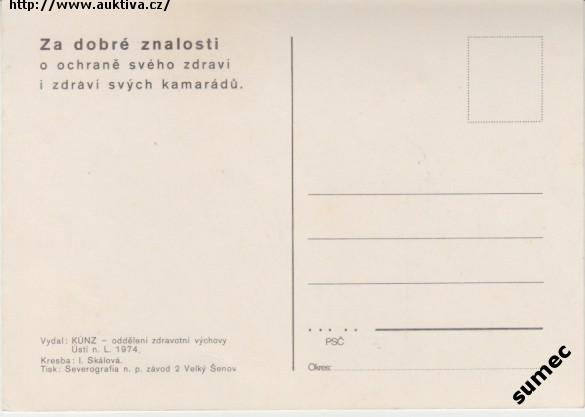 http://www.auktiva.cz/
Za dobré znalosti
o ochraně svého zdraví
i zdraví svých kamarádů.
Vydal: KÚNZ – oddělení zdravotní výchovy
Ústí n. L. 1974.
Kresba: I. Skálová.
Tisk: Severografia n. p. závod 2 Velký Šenov
PSČ
Okres:
sumec